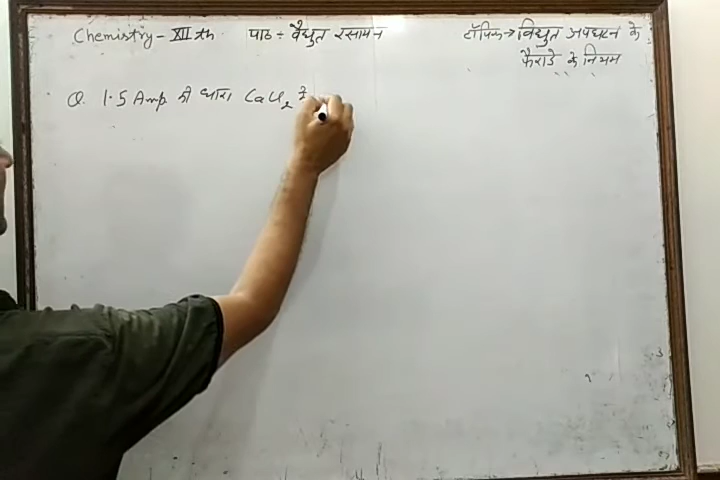 Chemistry - XII th पाठ ÷ वैद्युत रसायन टॉपिक → विद्युत अपघटन के
फैराडे के नियम
Q. 1.5 Amp की धारा CaCl2